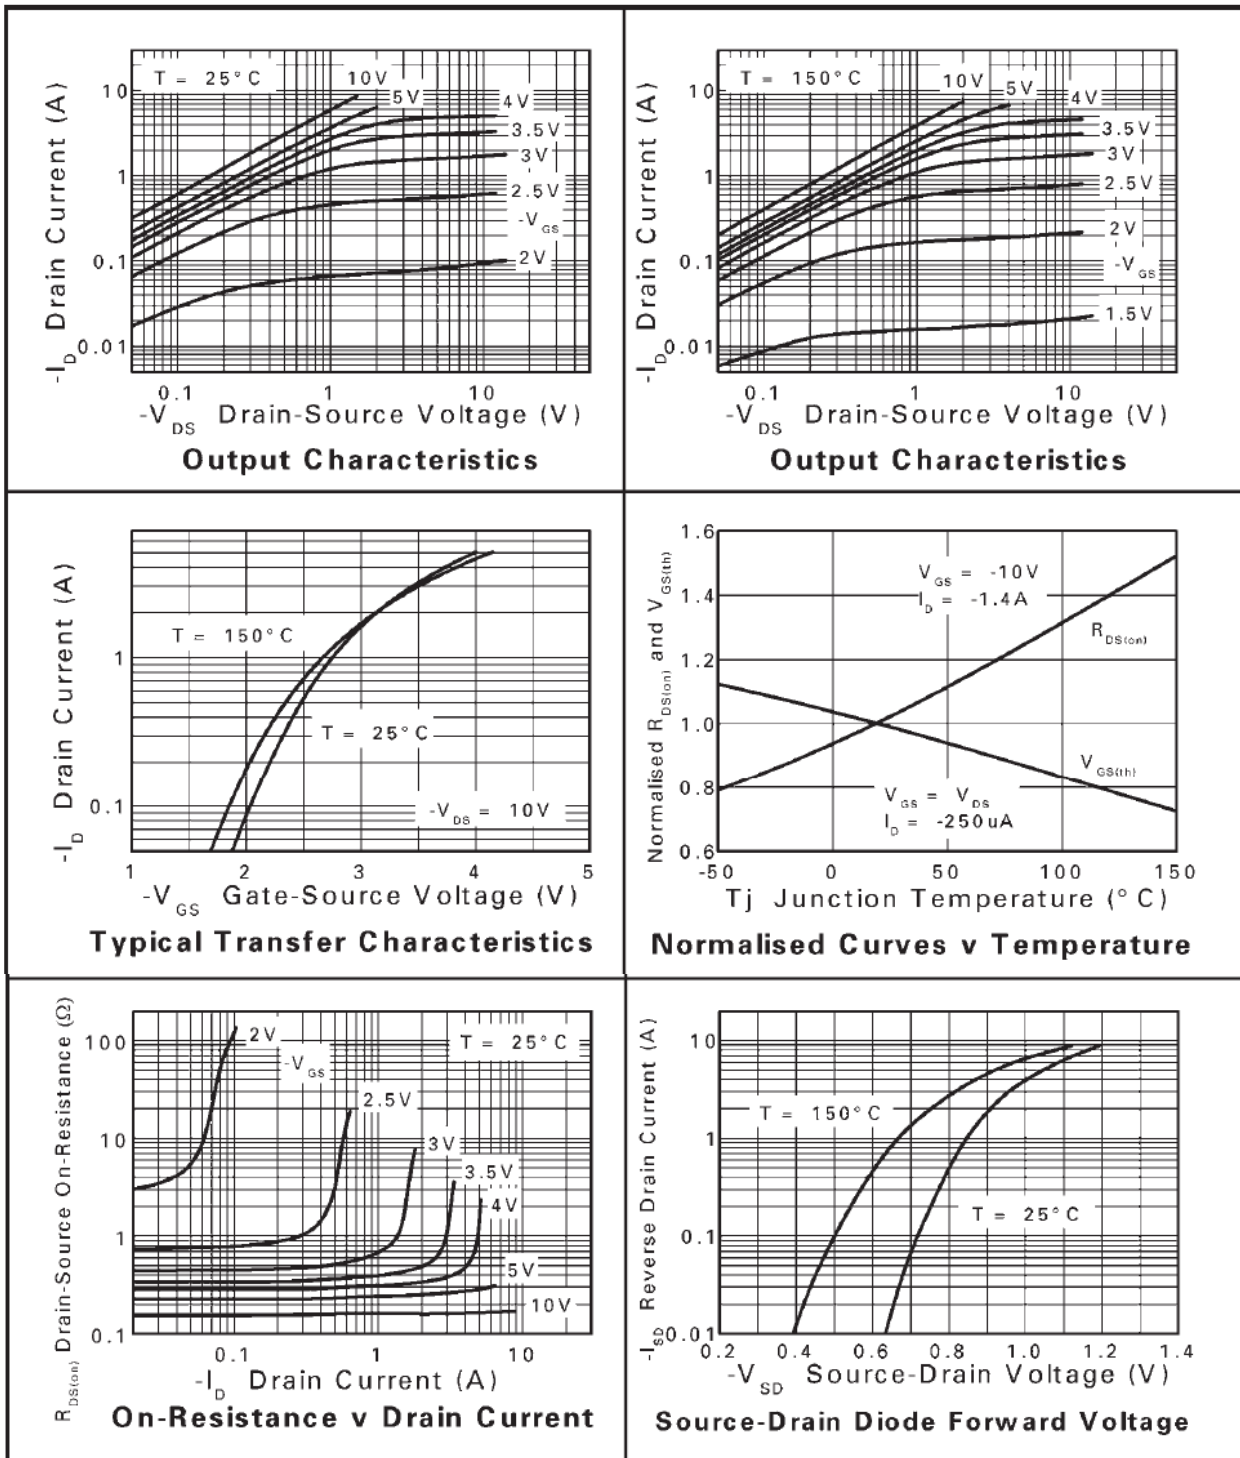 T = 25°C
10V
5V
4V
3.5V
3V
2.5V
-VGS
2V
10
1
0.1
0.01
-ID Drain Current (A)
0.1
1
10
-VDS Drain-Source Voltage (V)
Output Characteristics
T = 150°C
10V
5V
4V
3.5V
3V
2.5V
2V
-VGS
1.5V
10
1
0.1
0.01
-ID Drain Current (A)
0.1
1
10
-VDS Drain-Source Voltage (V)
Output Characteristics
T = 150°C
T = 25°C
-VDS = 10V
1
0.1
-ID Drain Current (A)
1
2
3
4
5
-VGS Gate-Source Voltage (V)
Typical Transfer Characteristics
1.6
1.4
1.2
1.0
0.8
0.6
VGS = -10V
ID = -1.4A
RDS(on)
VGS(th)
VGS = VDS
ID = -250uA
Normalised RDS(on) and VGS(th)
-50
0
50
100
150
Tj Junction Temperature (°C)
Normalised Curves v Temperature
2V
-VGS
T = 25°C
2.5V
3V
3.5V
4V
5V
10V
100
10
1
0.1
RDS(on) Drain-Source On-Resistance (Ω)
0.1
1
10
-ID Drain Current (A)
On-Resistance v Drain Current
T = 150°C
T = 25°C
10
1
0.1
0.01
-ISD Reverse Drain Current (A)
0.2
0.4
0.6
0.8
1.0
1.2
1.4
-VSD Source-Drain Voltage (V)
Source-Drain Diode Forward Voltage